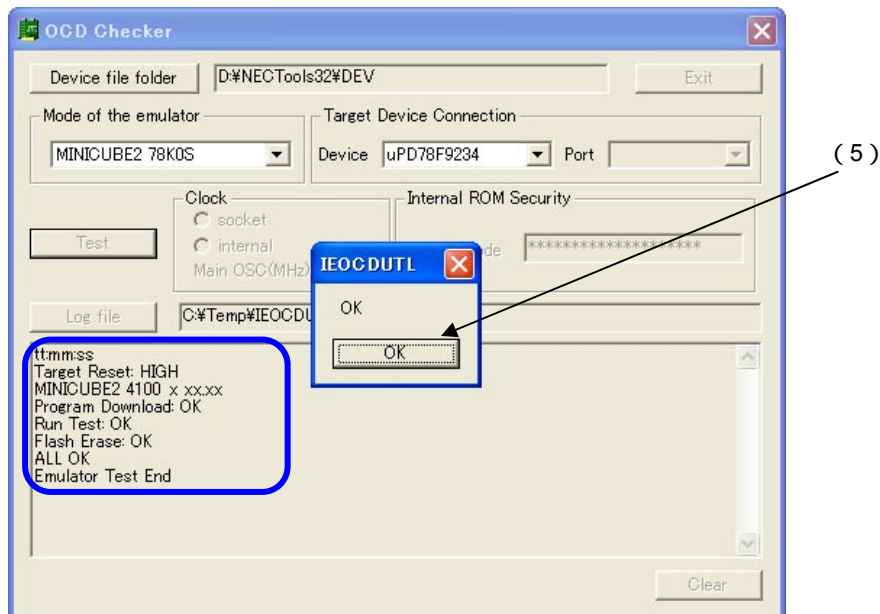 OCD Checker
Device file folder D:¥NECTools32¥DEV Exit
Mode of the emulator Target Device Connection
MINICUBE2 78K0S Device uPD78F9234 Port
(5)
Clock Internal ROM Security
socket
Test internal ********************
Main OSC(MHz)
IEOCDUTL
OK
OK
Log file C:¥Temp¥IEOCDU
tt:mm:ss
Target Reset: HIGH
MINICUBE2 4100 x xx.xx
Program Download: OK
Run Test: OK
Flash Erase: OK
ALL OK
Emulator Test End
Clear